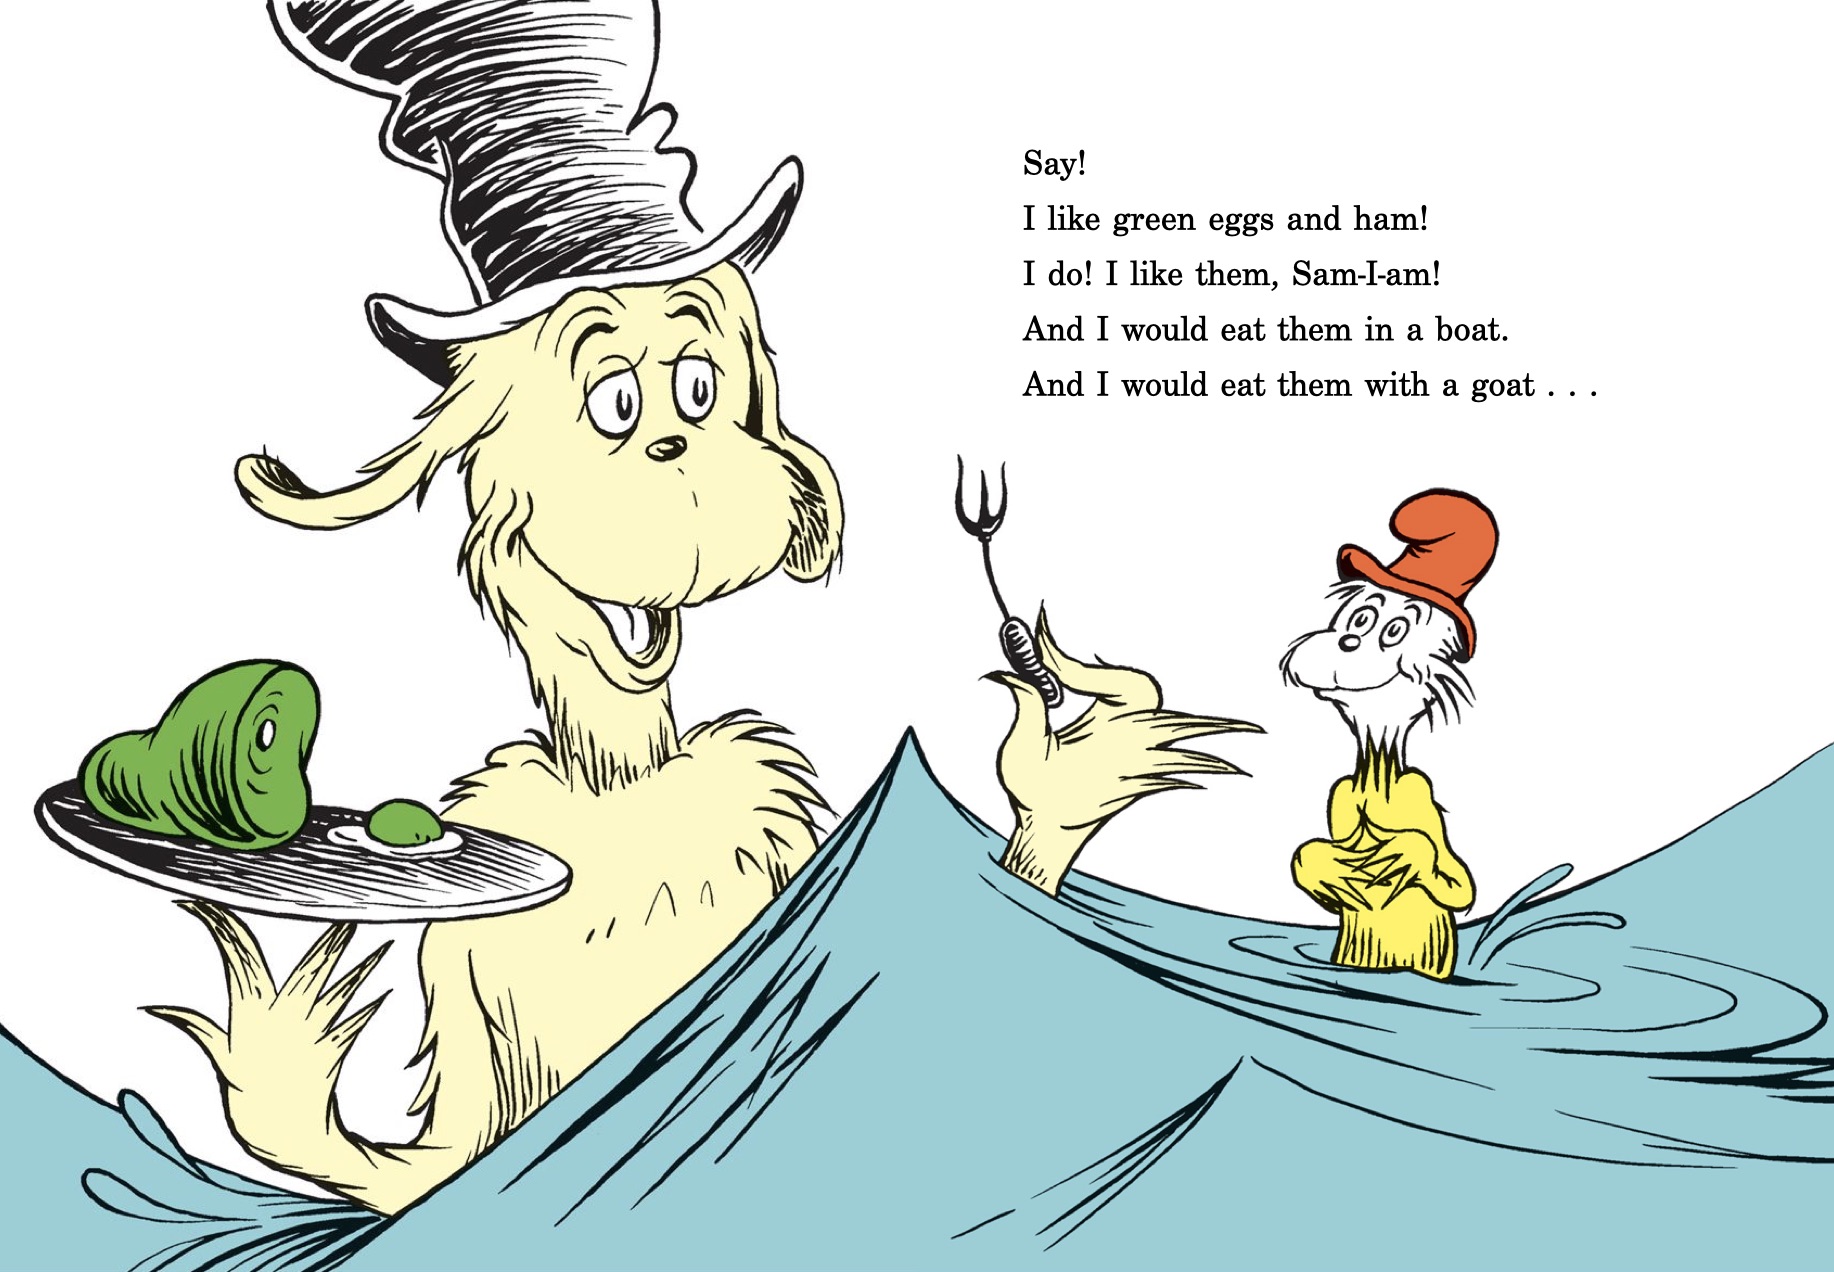 Say!
I like green eggs and ham!
I do! I like them, Sam-I-am!
And I would eat them in a boat.
And I would eat them with a goat . . .